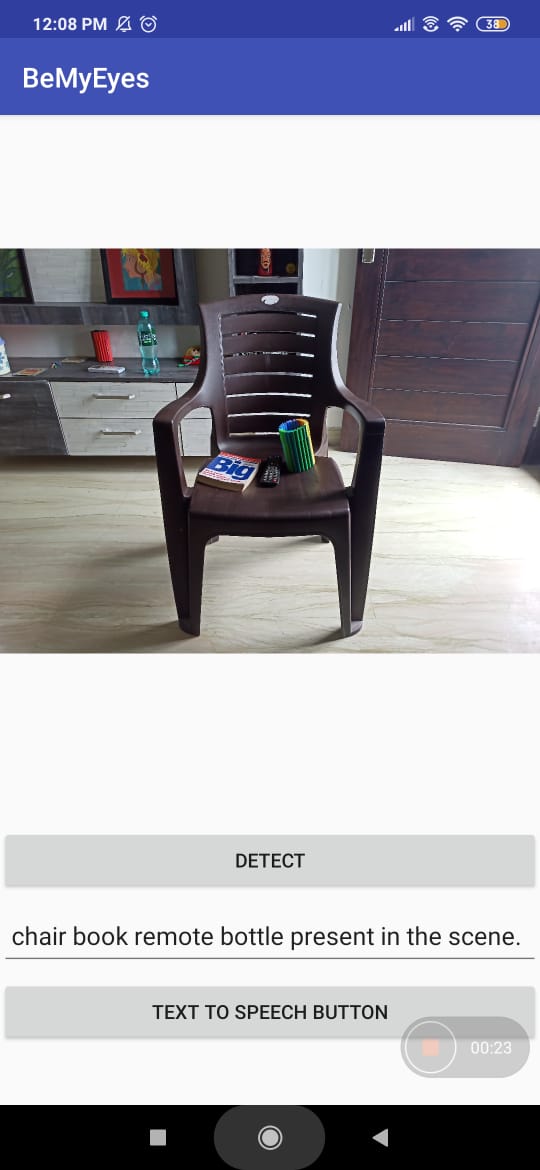 12:08 PM
38
BeMyEyes
Big
DETECT
chair book remote bottle present in the scene.
TEXT TO SPEECH BUTTON
00:23